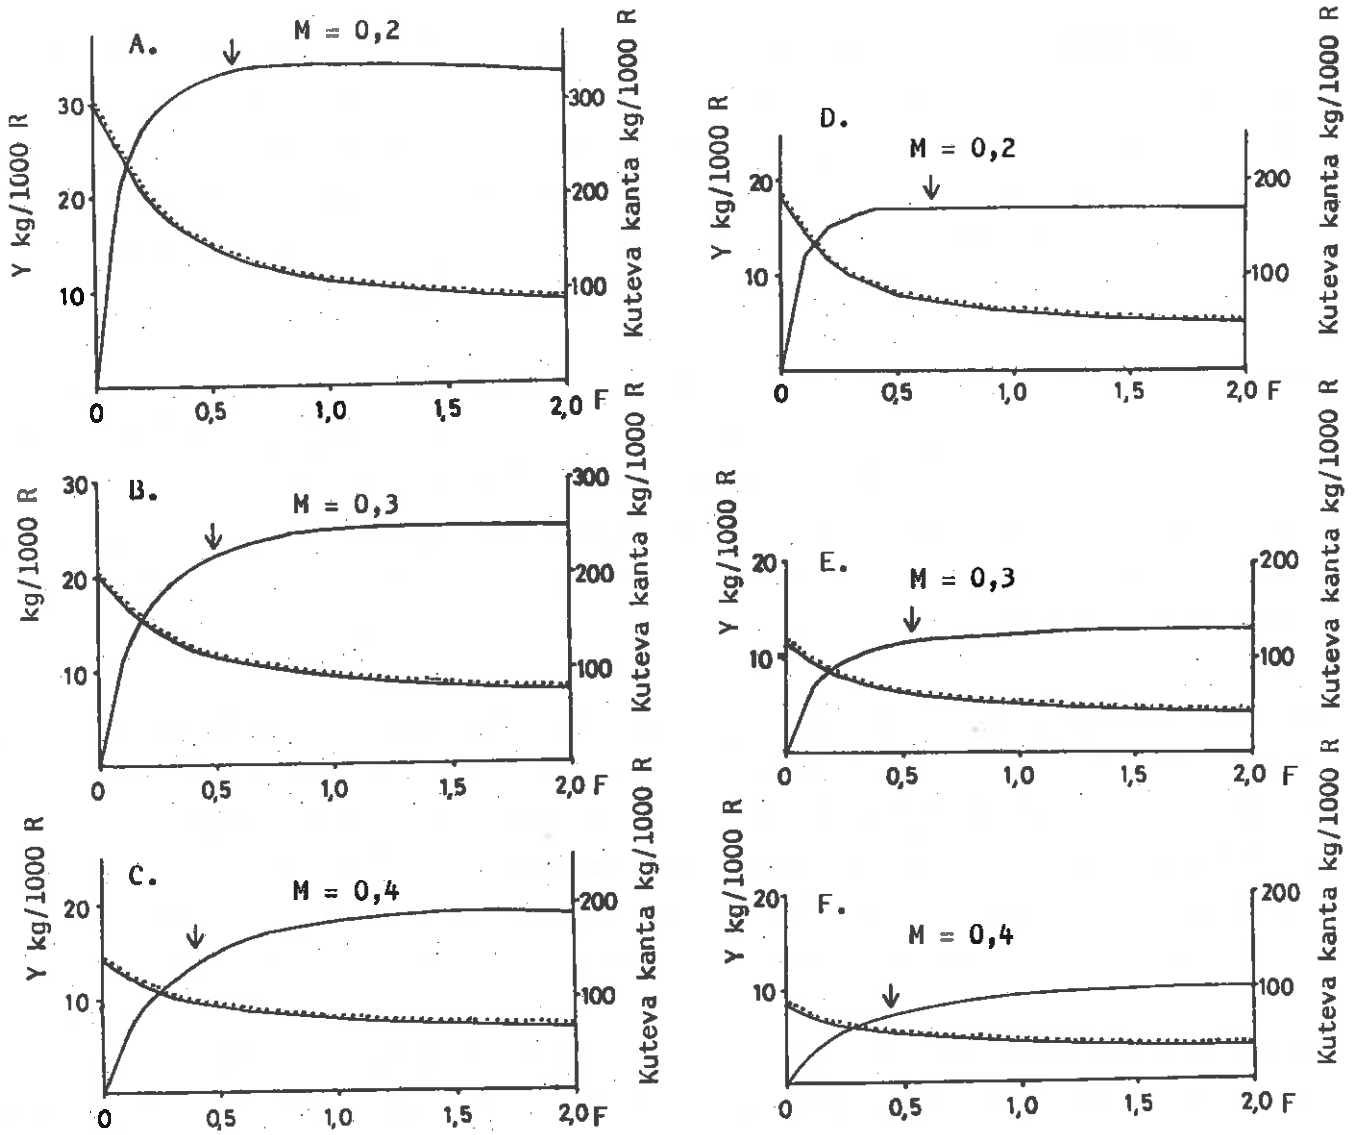 A.
M = 0,2
Y kg/1000 R
30
20
10
300
200
100
Kuteva kanta kg/1000 R
0
0,5
1,0
1,5
2,0 F
B.
M = 0,3
kg/1000 R
30
20
10
300
200
100
Kuteva kanta kg/1000 R
0
0,5
1,0
1,5
2,0 F
C.
M = 0,4
Y kg/1000 R
20
10
200
100
Kuteva kanta kg/1000 R
0
0,5
1,0
1,5
2,0 F
D.
M = 0,2
Y kg/1000 R
20
10
200
100
Kuteva kanta kg/1000 R
0
0,5
1,0
1,5
2,0 F
E.
M = 0,3
Y kg/1000 R
20
10
200
100
Kuteva kanta kg/1000 R
0
0,5
1,0
1,5
2,0 F
F.
M = 0,4
Y kg/1000 R
20
10
200
100
Kuteva kanta kg/1000 R
0
0,5
1,0
1,5
2,0 F